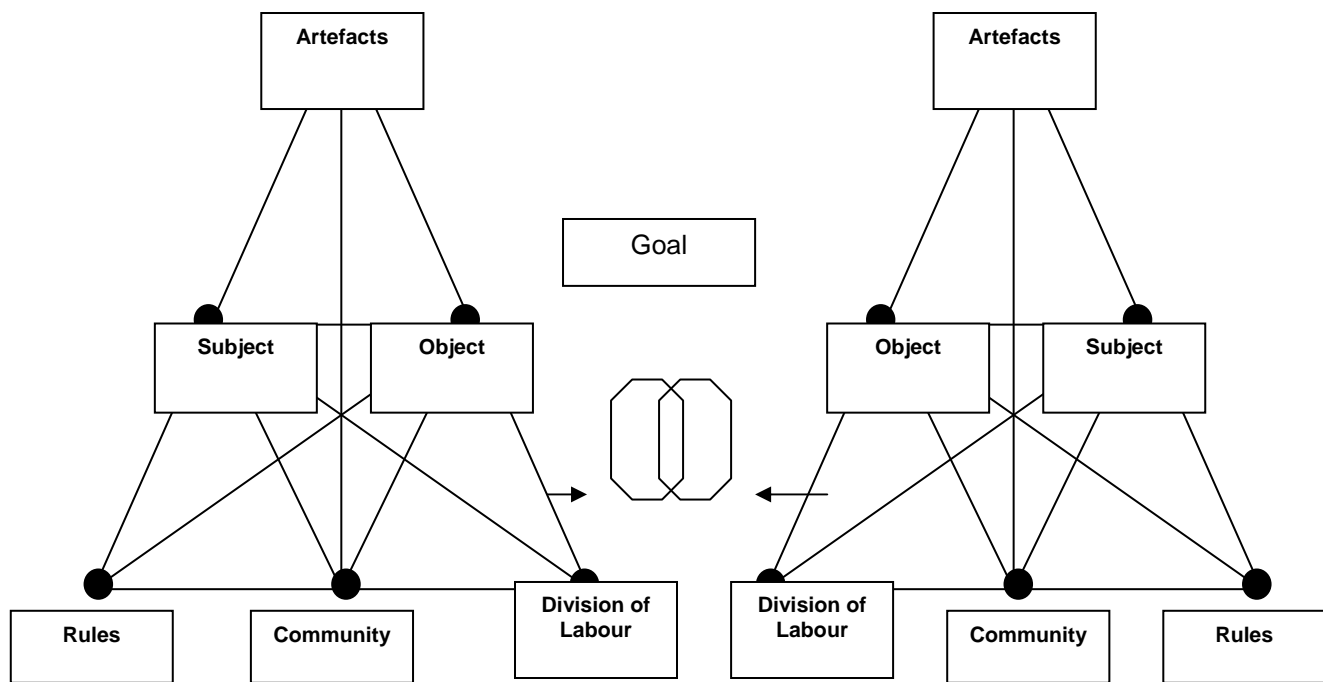 Artefacts
Artefacts
Goal
Subject
Object
Object
Subject
Rules
Community
Division of
Labour
Division of
Labour
Community
Rules